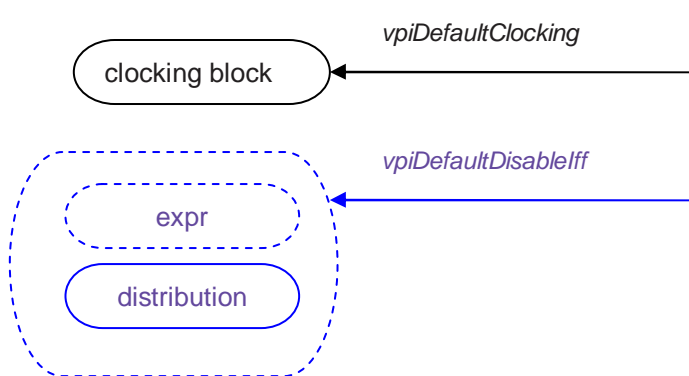 vpiDefaultClocking
clocking block
vpiDefaultDisableIff
expr
distribution